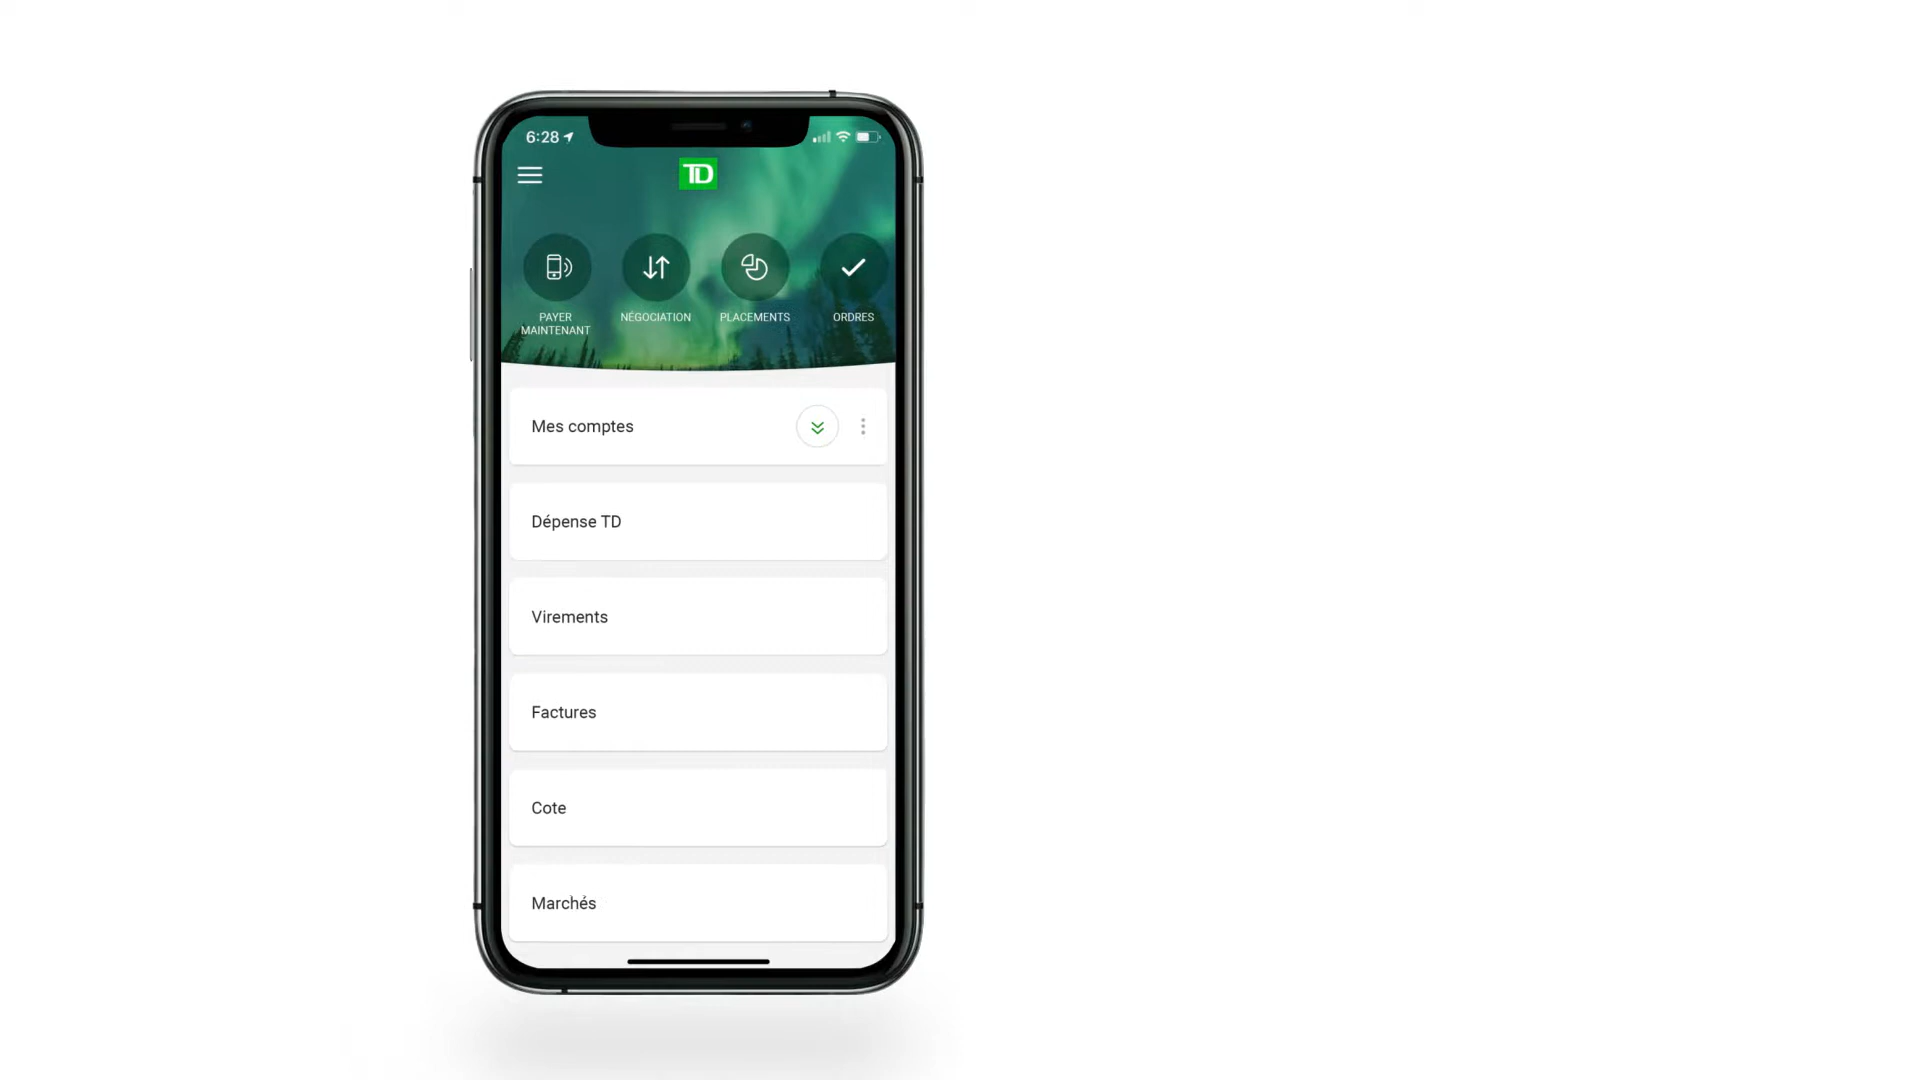 6:28
TD
PAYER
MAINTENANT
NÉGOCIATION
PLACEMENTS
ORDRES
Mes comptes
Dépense TD
Virements
Factures
Cote
Marchés